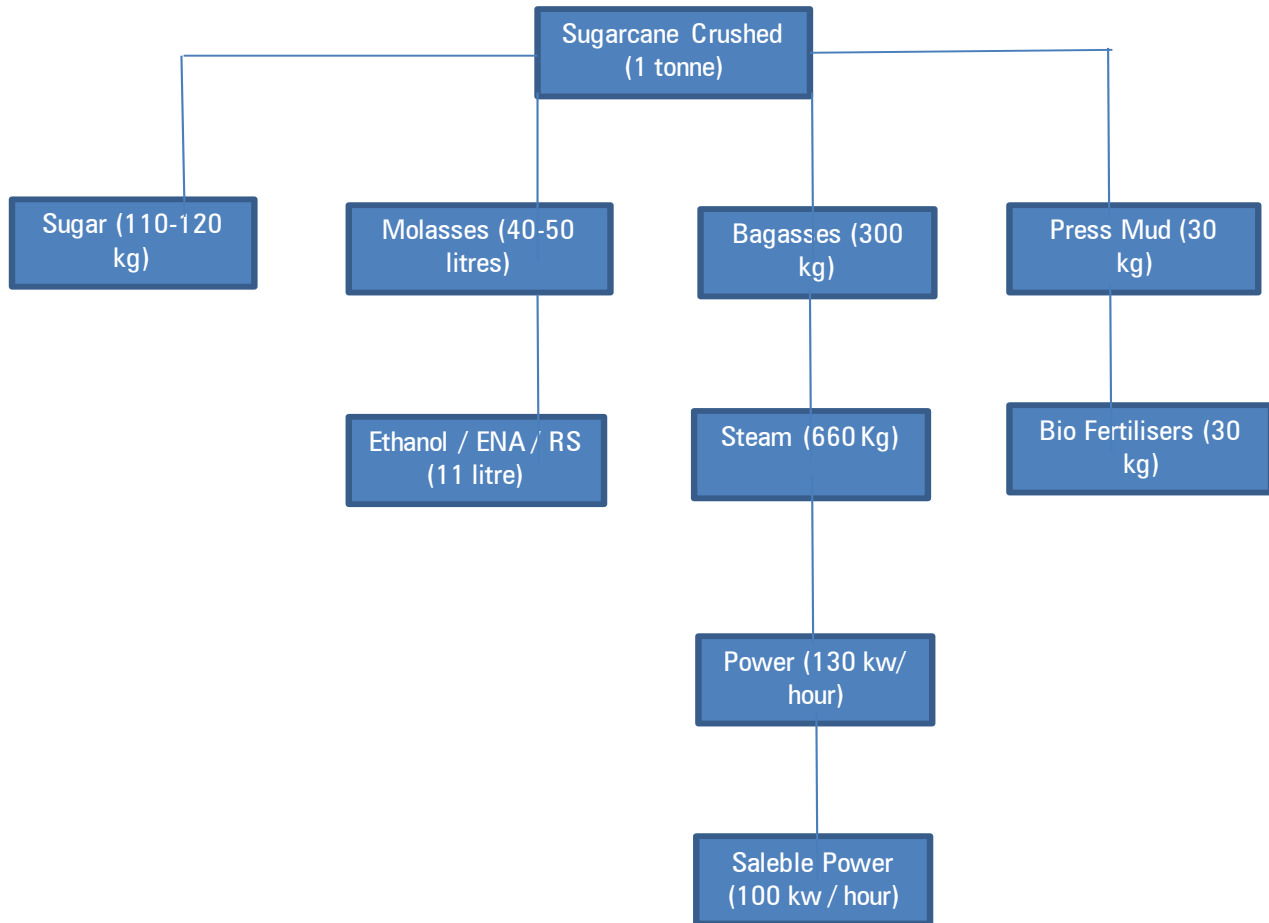 Sugarcane Crushed
(1 tonne)
Sugar (110-120
kg)
Molasses (40-50
litres)
Bagasses (300
kg)
Press Mud (30
kg)
Ethanol / ENA / RS
(11 litre)
Steam (660 Kg)
Bio Fertilisers (30
kg)
Power (130 kw/
hour)
Saleble Power
(100 kw / hour)